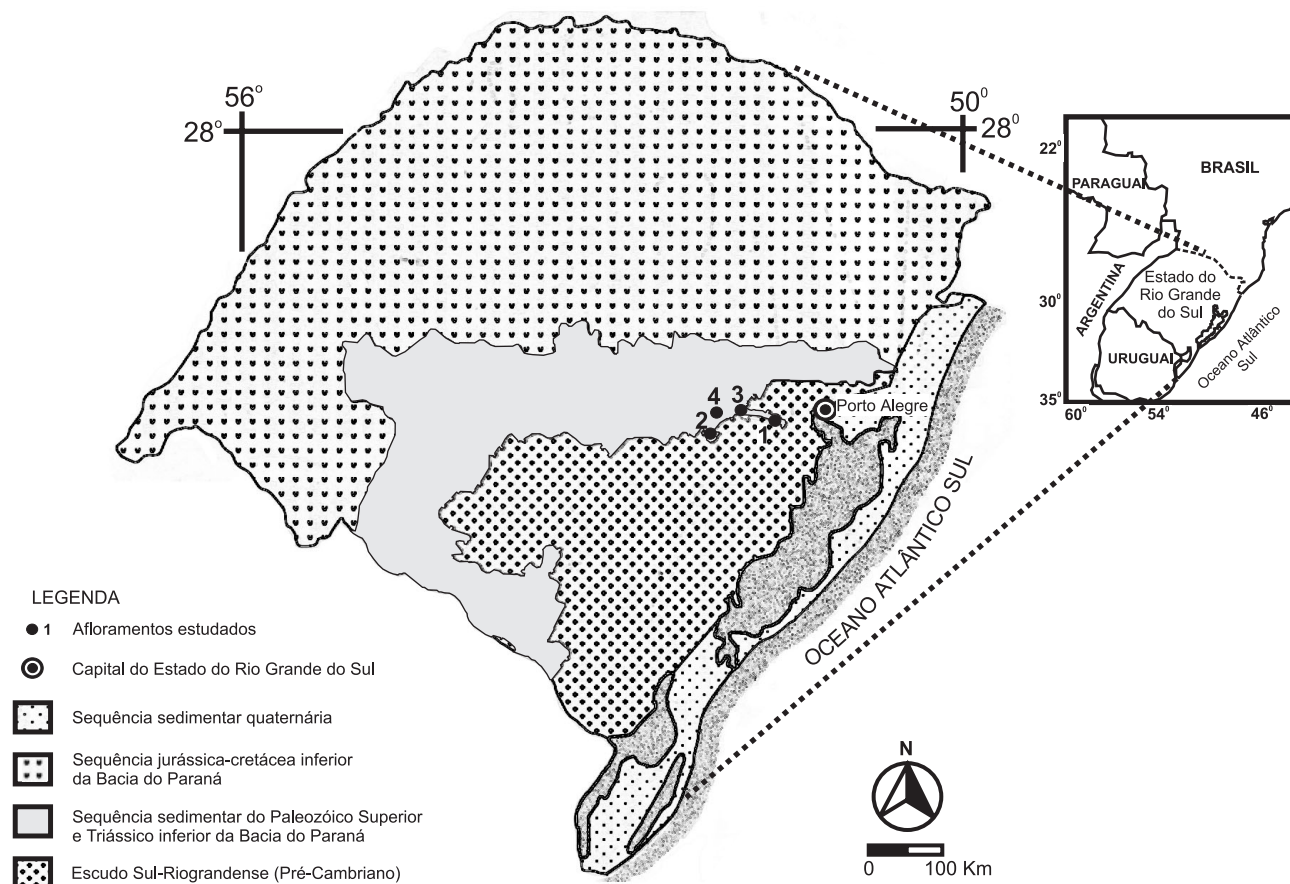 56°
28°
50⁰
28⁰
22°
30°
35°
60°
54°
46°
PARAGUAI
BRASIL
ARGENTINA
Estado do
Rio Grande
do Sul
URUGUAI
Oceano Atlântico
Sul
4
3
2
1
Porto Alegre
OCEANO ATLÂNTICO SUL
LEGENDA
1 Afloramentos estudados
Capital do Estado do Rio Grande do Sul
Sequência sedimentar quaternária
Sequência jurássica-cretácea inferior
da Bacia do Paraná
Sequência sedimentar do Paleozóico Superior
e Triássico inferior da Bacia do Paraná
Escudo Sul-Riograndense (Pré-Cambriano)
N
0 100 Km